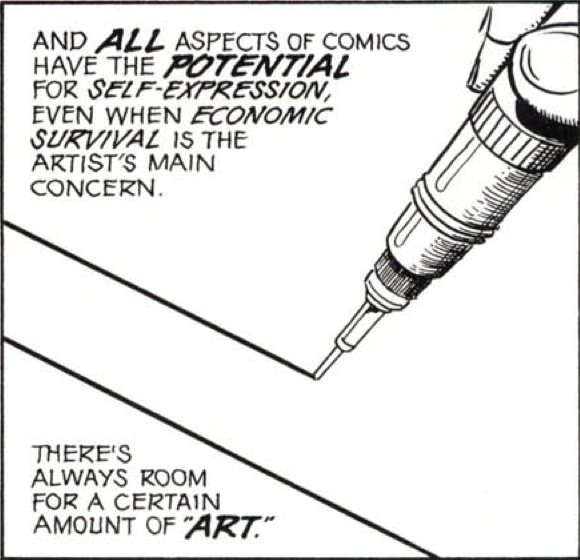 AND ALL ASPECTS OF COMICS
HAVE THE POTENTIAL
FOR SELF-EXPRESSION,
EVEN WHEN ECONOMIC
SURVIVAL IS THE
ARTIST'S MAIN
CONCERN.
THERE'S
ALWAYS ROOM
FOR A CERTAIN
AMOUNT OF "ART."